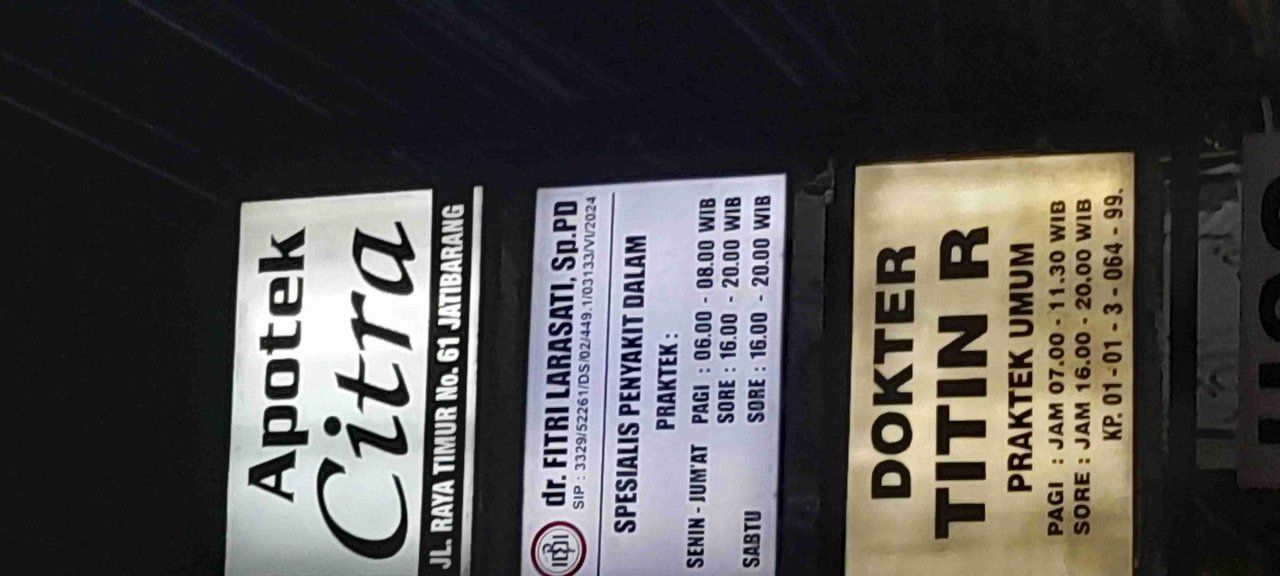 Apotek
Citra
JL. RAYA TIMUR No. 61 JATIBARANG
dr. FITRI LARASATI, Sp.PD
SIP : 3329/52261/DS/02/449.1/03133/VI/2024
SPESIALIS PENYAKIT DALAM
PRAKTEK :
SENIN - JUM'AT PAGI : 06.00 - 08.00 WIB
SORE : 16.00 - 20.00 WIB
SABTU SORE : 16.00 - 20.00 WIB
DOKTER
TITIN R
PRAKTEK UMUM
PAGI : JAM 07.00 - 11.30 WIB
SORE : JAM 16.00 - 20.00 WIB
KP. 01-01 - 3 - 064 - 99.